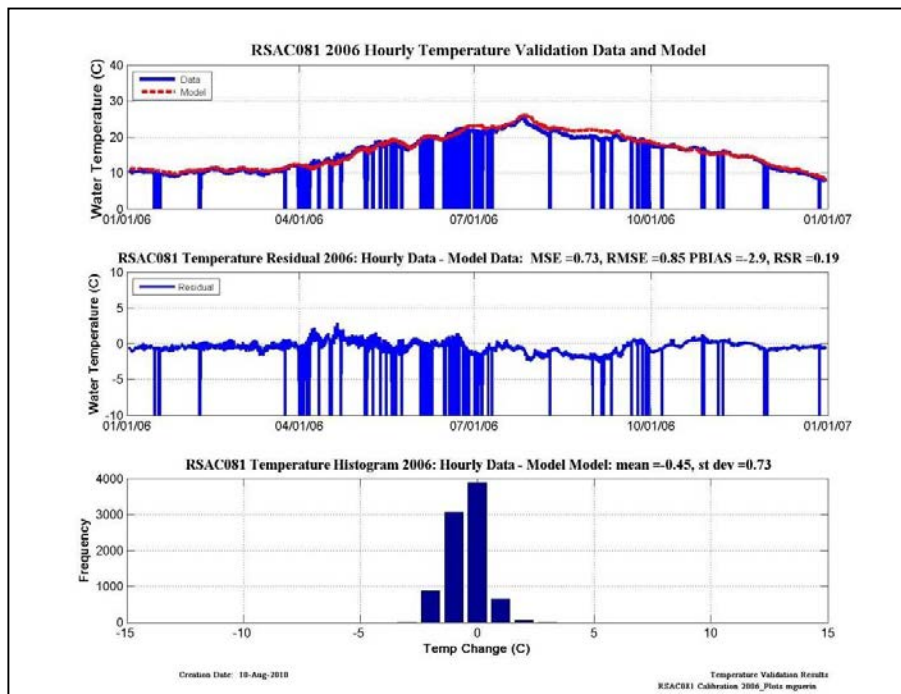 RSAC081 2006 Hourly Temperature Validation Data and Model
Water Temperature (C)
40
30
20
10
0
Data
Model
01/01/06 04/01/06 07/01/06 10/01/06 01/01/07
RSAC081 Temperature Residual 2006: Hourly Data - Model Data: MSE =0.73, RMSE =0.85 PBIAS =-2.9, RSR =0.19
Water Temperature (C)
10
5
0
-5
-10
Residual
01/01/06 04/01/06 07/01/06 10/01/06 01/01/07
RSAC081 Temperature Histogram 2006: Hourly Data - Model Model: mean =-0.45, st dev =0.73
Frequency
4000
3000
2000
1000
0
-15 -10 -5 0 5 10 15
Temp Change (C)
Creation Date: 18-Aug-2010
Temperature Validation Results
RSAC081 Calibration 2006_Plots mguerin